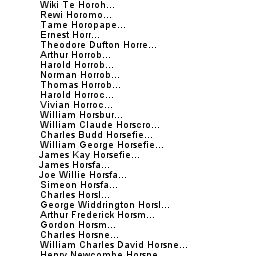 Wiki Te Horoh...
Rewi Horomo...
Tame Horopape...
Ernest Horr...
Theodore Dufton Horre...
Arthur Horrob...
Harold Horrob...
Norman Horrob...
Thomas Horrob...
Harold Horroc...
Vivian Horroc...
William Horsbur...
William Claude Horscro...
Charles Budd Horsefie...
William George Horsefie...
James Kay Horsefie...
James Horsfa...
Joe Willie Horsfa...
Simeon Horsfa...
Charles Horsl...
George Widdrington Horsl...
Arthur Frederick Horsm...
Gordon Horsm...
Charles Horsne...
William Charles David Horsne...
Henry Newcombe Horsne...